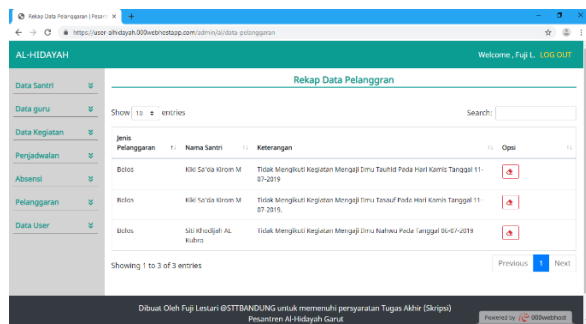 Rekap Data Pelanggaran | Pesant
https://user-alhidayah.000webhostapp.com/admin/al/data-pelanggaran
AL-HIDAYAH
Welcome , Fuji L. LOG OUT
Data Santri
Data guru
Data Kegiatan
Penjadwalan
Absensi
Pelanggaran
Data User
Rekap Data Pelanggran
Show 10 entries
Search:
Jenis Pelanggaran Nama Santri Keterangan Opsi
Bolos Kiki Sa'da Kirom M Tidak Mengikuti Kegiatan Mengaji Ilmu Tauhid Pada Hari Kamis Tanggal 11-
07-2019
Bolos Kiki Sa'da Kirom M Tidak Mengikuti Kegiatan Mengaji Ilmu Tasauf Pada Hari Kamis Tanggal 11-
07-2019.
Bolos Siti Khodijah AL Kubro Tidak Mengikuti Kegiatan Mengaji Ilmu Nahwu Pada Tanggal 06-07-2019
Showing 1 to 3 of 3 entries
Previous 1 Next
Dibuat Oleh Fuji Lestari @STTBANDUNG untuk memenuhi persyaratan Tugas Akhir (Skripsi)
Pesantren Al-Hidayah Garut
Powered by 000webhost